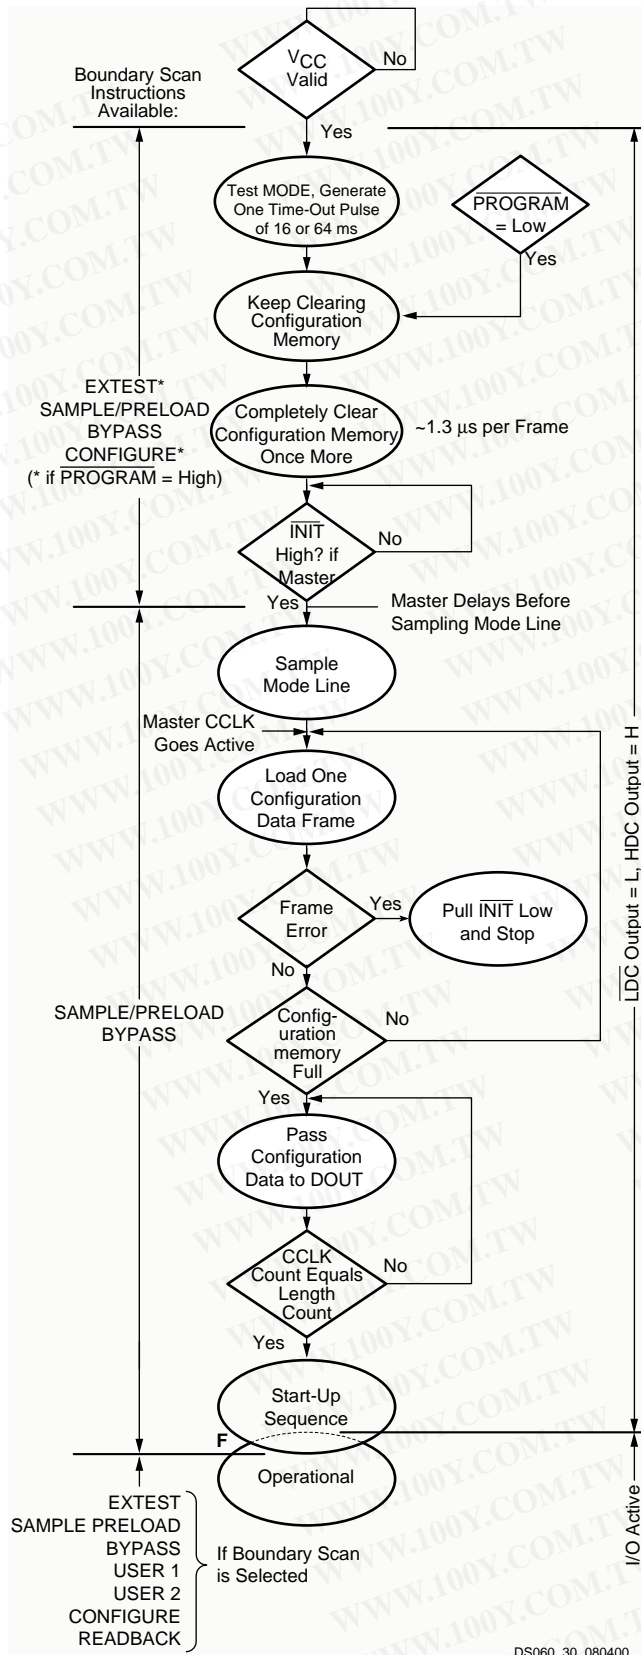 V_CC
Valid
No
Yes
Boundary Scan
Instructions
Available:
Test MODE, Generate
One Time-Out Pulse
of 16 or 64 ms
PROGRAM
= Low
Yes
Keep Clearing
Configuration
Memory
EXTEST*
SAMPLE/PRELOAD
BYPASS
CONFIGURE*
(* if PROGRAM = High)
Completely Clear
Configuration Memory
Once More
~1.3 µs per Frame
INIT
High? if
Master
No
Yes
Master Delays Before
Sampling Mode Line
Sample
Mode Line
Master CCLK
Goes Active
Load One
Configuration
Data Frame
LDC Output = L, HDC Output = H
Frame
Error
Yes
Pull INIT Low
and Stop
No
SAMPLE/PRELOAD
BYPASS
Config-
uration
memory
Full
No
Yes
Pass
Configuration
Data to DOUT
CCLK
Count Equals
Length
Count
No
Yes
Start-Up
Sequence
F
Operational
I/O Active
EXTEST
SAMPLE PRELOAD
BYPASS
USER 1
USER 2
CONFIGURE
READBACK
If Boundary Scan
is Selected
DS060_30_080400
WWW.100Y.COM.TW